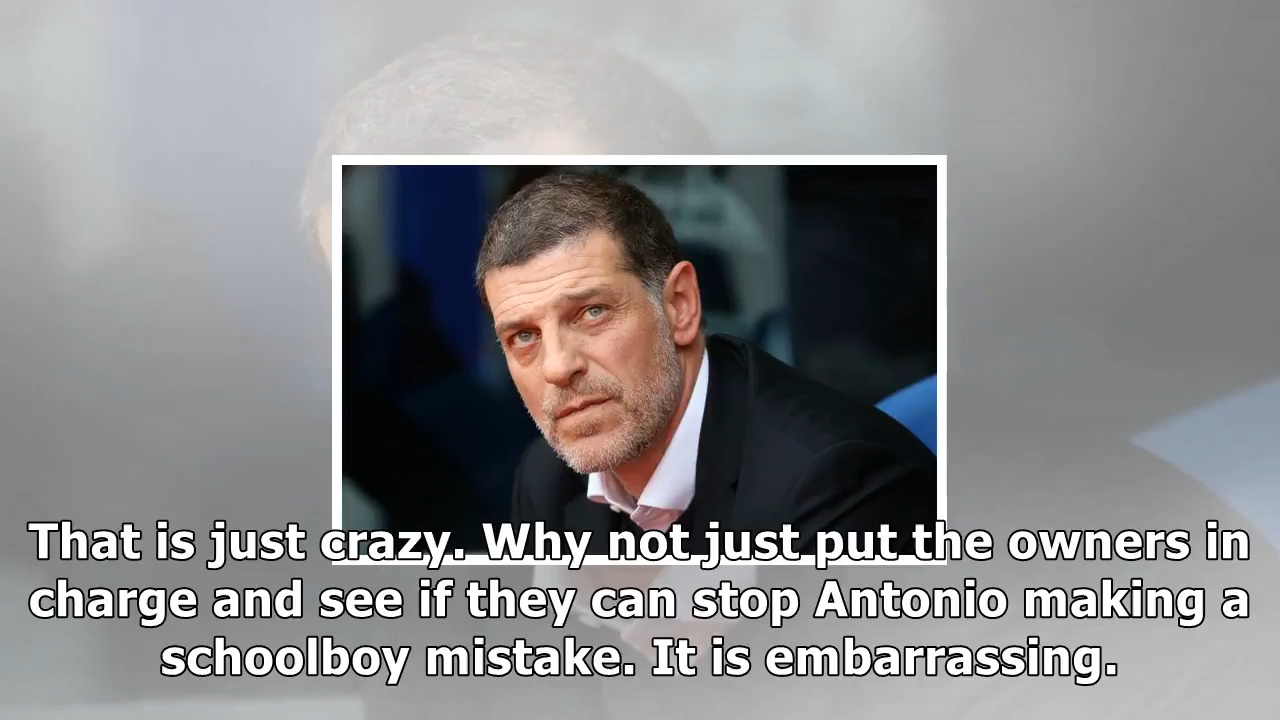 That is just crazy. Why not just put the owners in
charge and see if they can stop Antonio making a
schoolboy mistake. It is embarrassing.